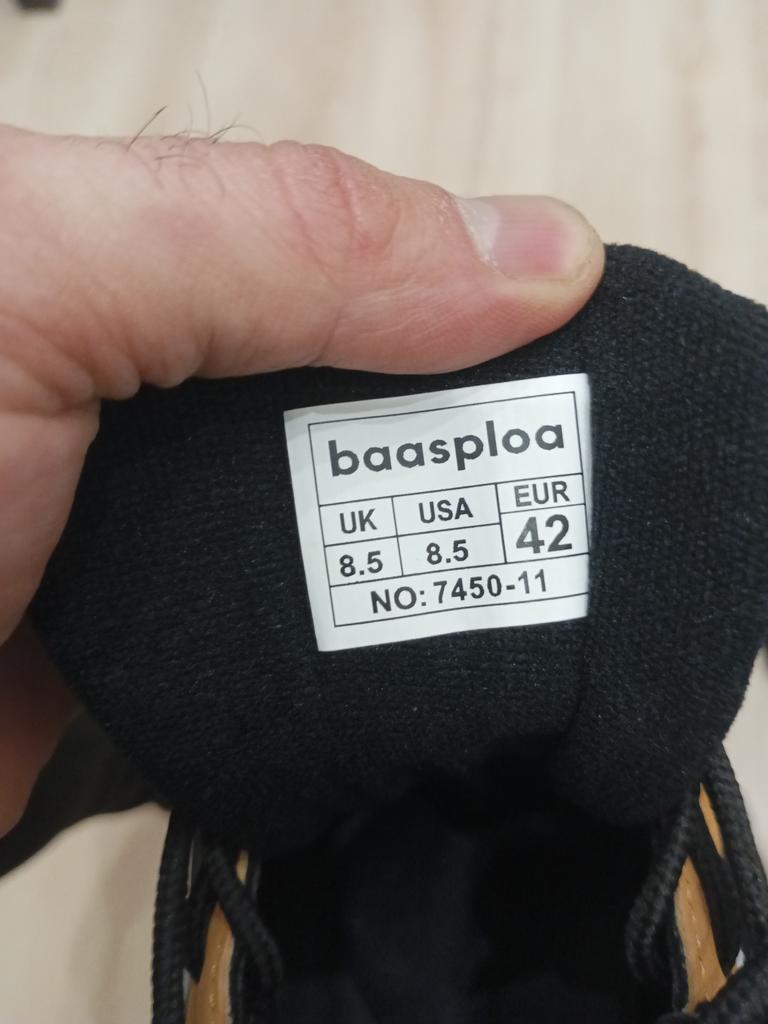 baasploa
UK USA EUR
8.5 8.5 42
NO: 7450-11